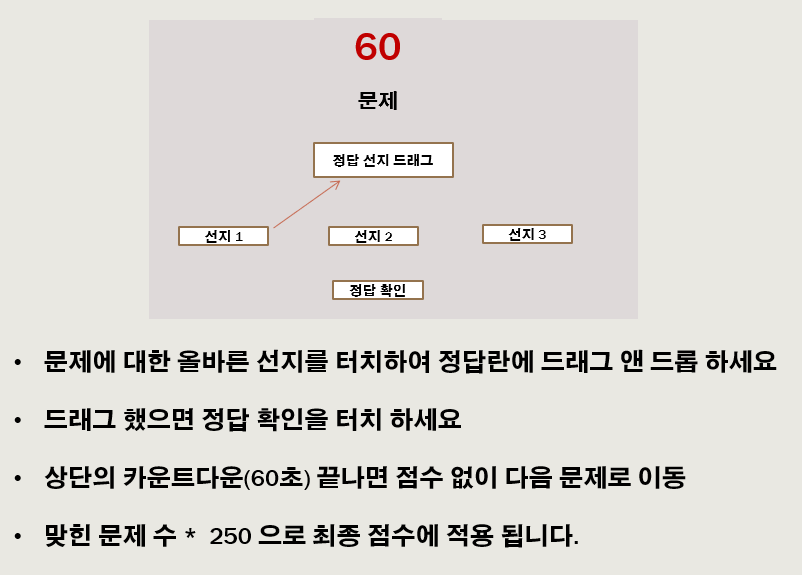 60
문제
정답 선지 드래그
선지 1
선지 2
선지 3
정답 확인
• 문제에 대한 올바른 선지를 터치하여 정답란에 드래그 앤 드롭 하세요
• 드래그 했으면 정답 확인을 터치 하세요
• 상단의 카운트다운(60초) 끝나면 점수 없이 다음 문제로 이동
• 맞힌 문제 수 * 250 으로 최종 점수에 적용 됩니다.